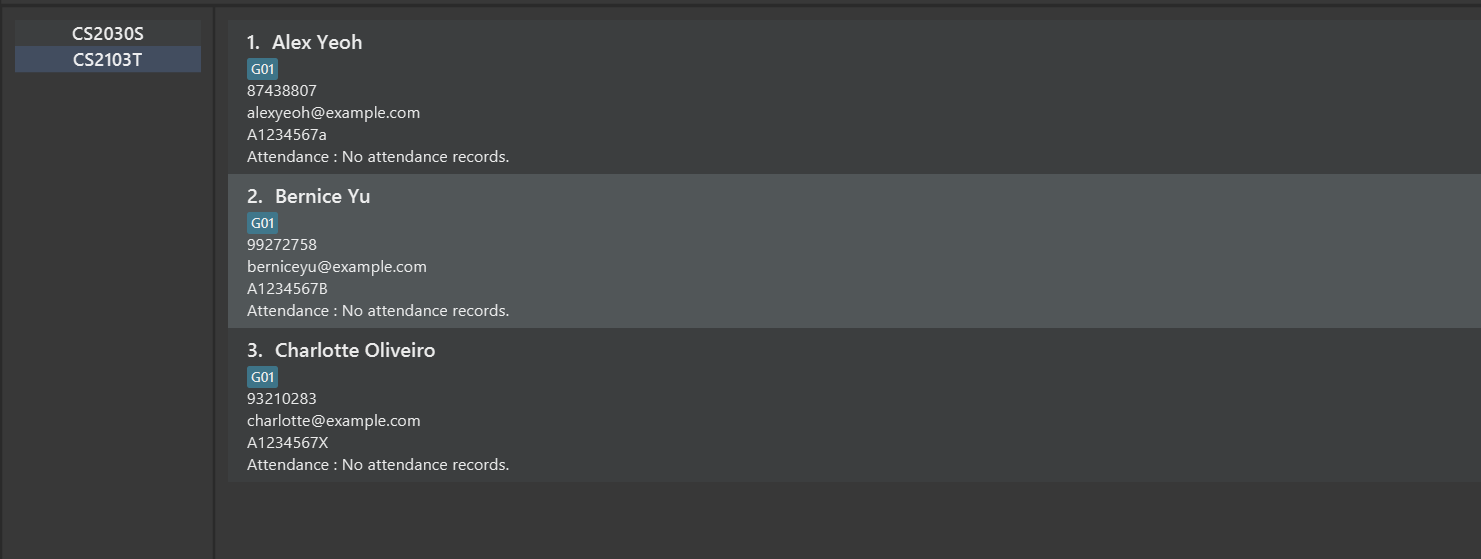 CS2030S
CS2103T
1. Alex Yeoh
G01
87438807
alexyeoh@example.com
A1234567a
Attendance : No attendance records.
2. Bernice Yu
G01
99272758
berniceyu@example.com
A1234567B
Attendance : No attendance records.
3. Charlotte Oliveiro
G01
93210283
charlotte@example.com
A1234567X
Attendance : No attendance records.